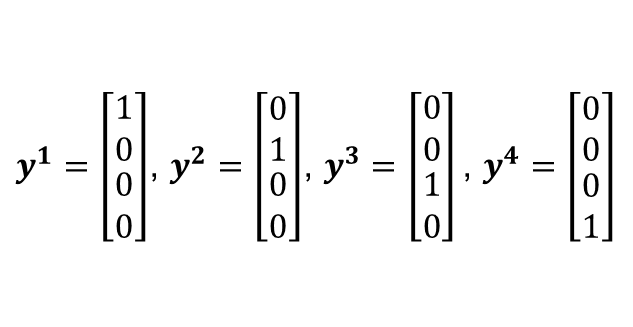 y¹ = [1 0 0 0], y² = [0 1 0 0], y³ = [0 0 1 0], y⁴ = [0 0 0 1]